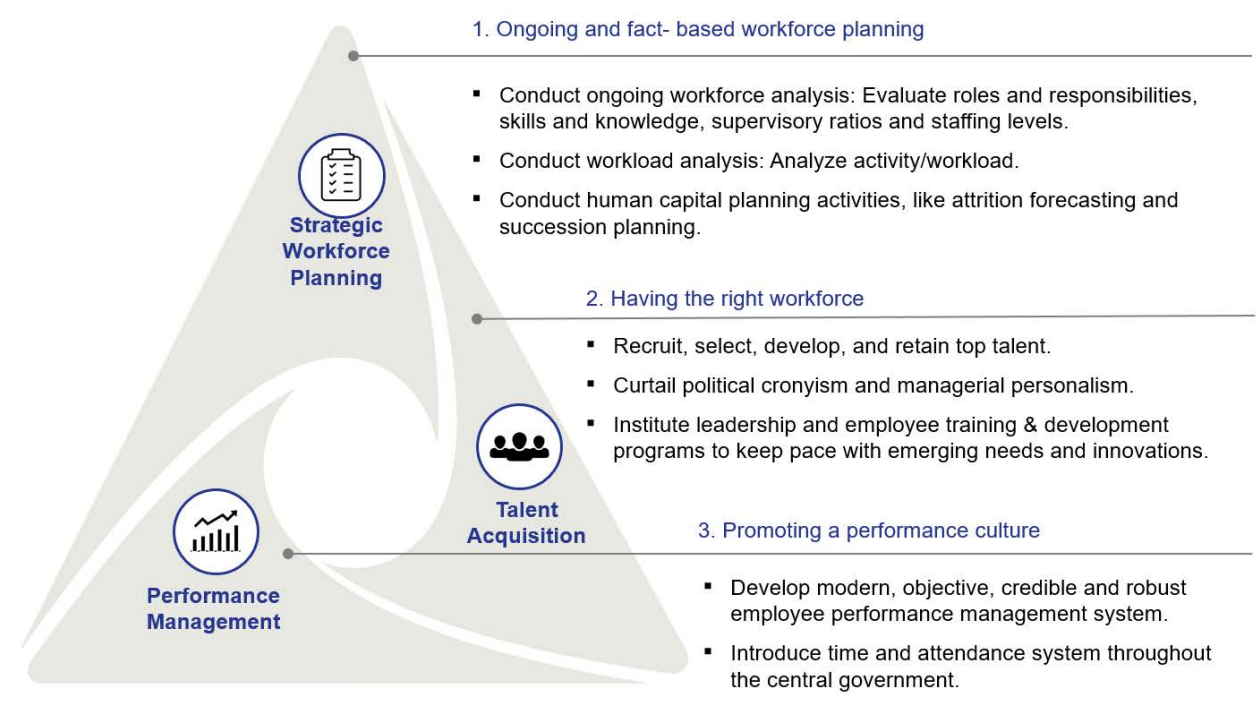 1. Ongoing and fact- based workforce planning
▪ Conduct ongoing workforce analysis: Evaluate roles and responsibilities,
skills and knowledge, supervisory ratios and staffing levels.
▪ Conduct workload analysis: Analyze activity/workload.
▪ Conduct human capital planning activities, like attrition forecasting and
succession planning.
Strategic
Workforce
Planning
2. Having the right workforce
▪ Recruit, select, develop, and retain top talent.
▪ Curtail political cronyism and managerial personalism.
▪ Institute leadership and employee training & development
programs to keep pace with emerging needs and innovations.
Talent
Acquisition
3. Promoting a performance culture
▪ Develop modern, objective, credible and robust
employee performance management system.
▪ Introduce time and attendance system throughout
the central government.
Performance
Management